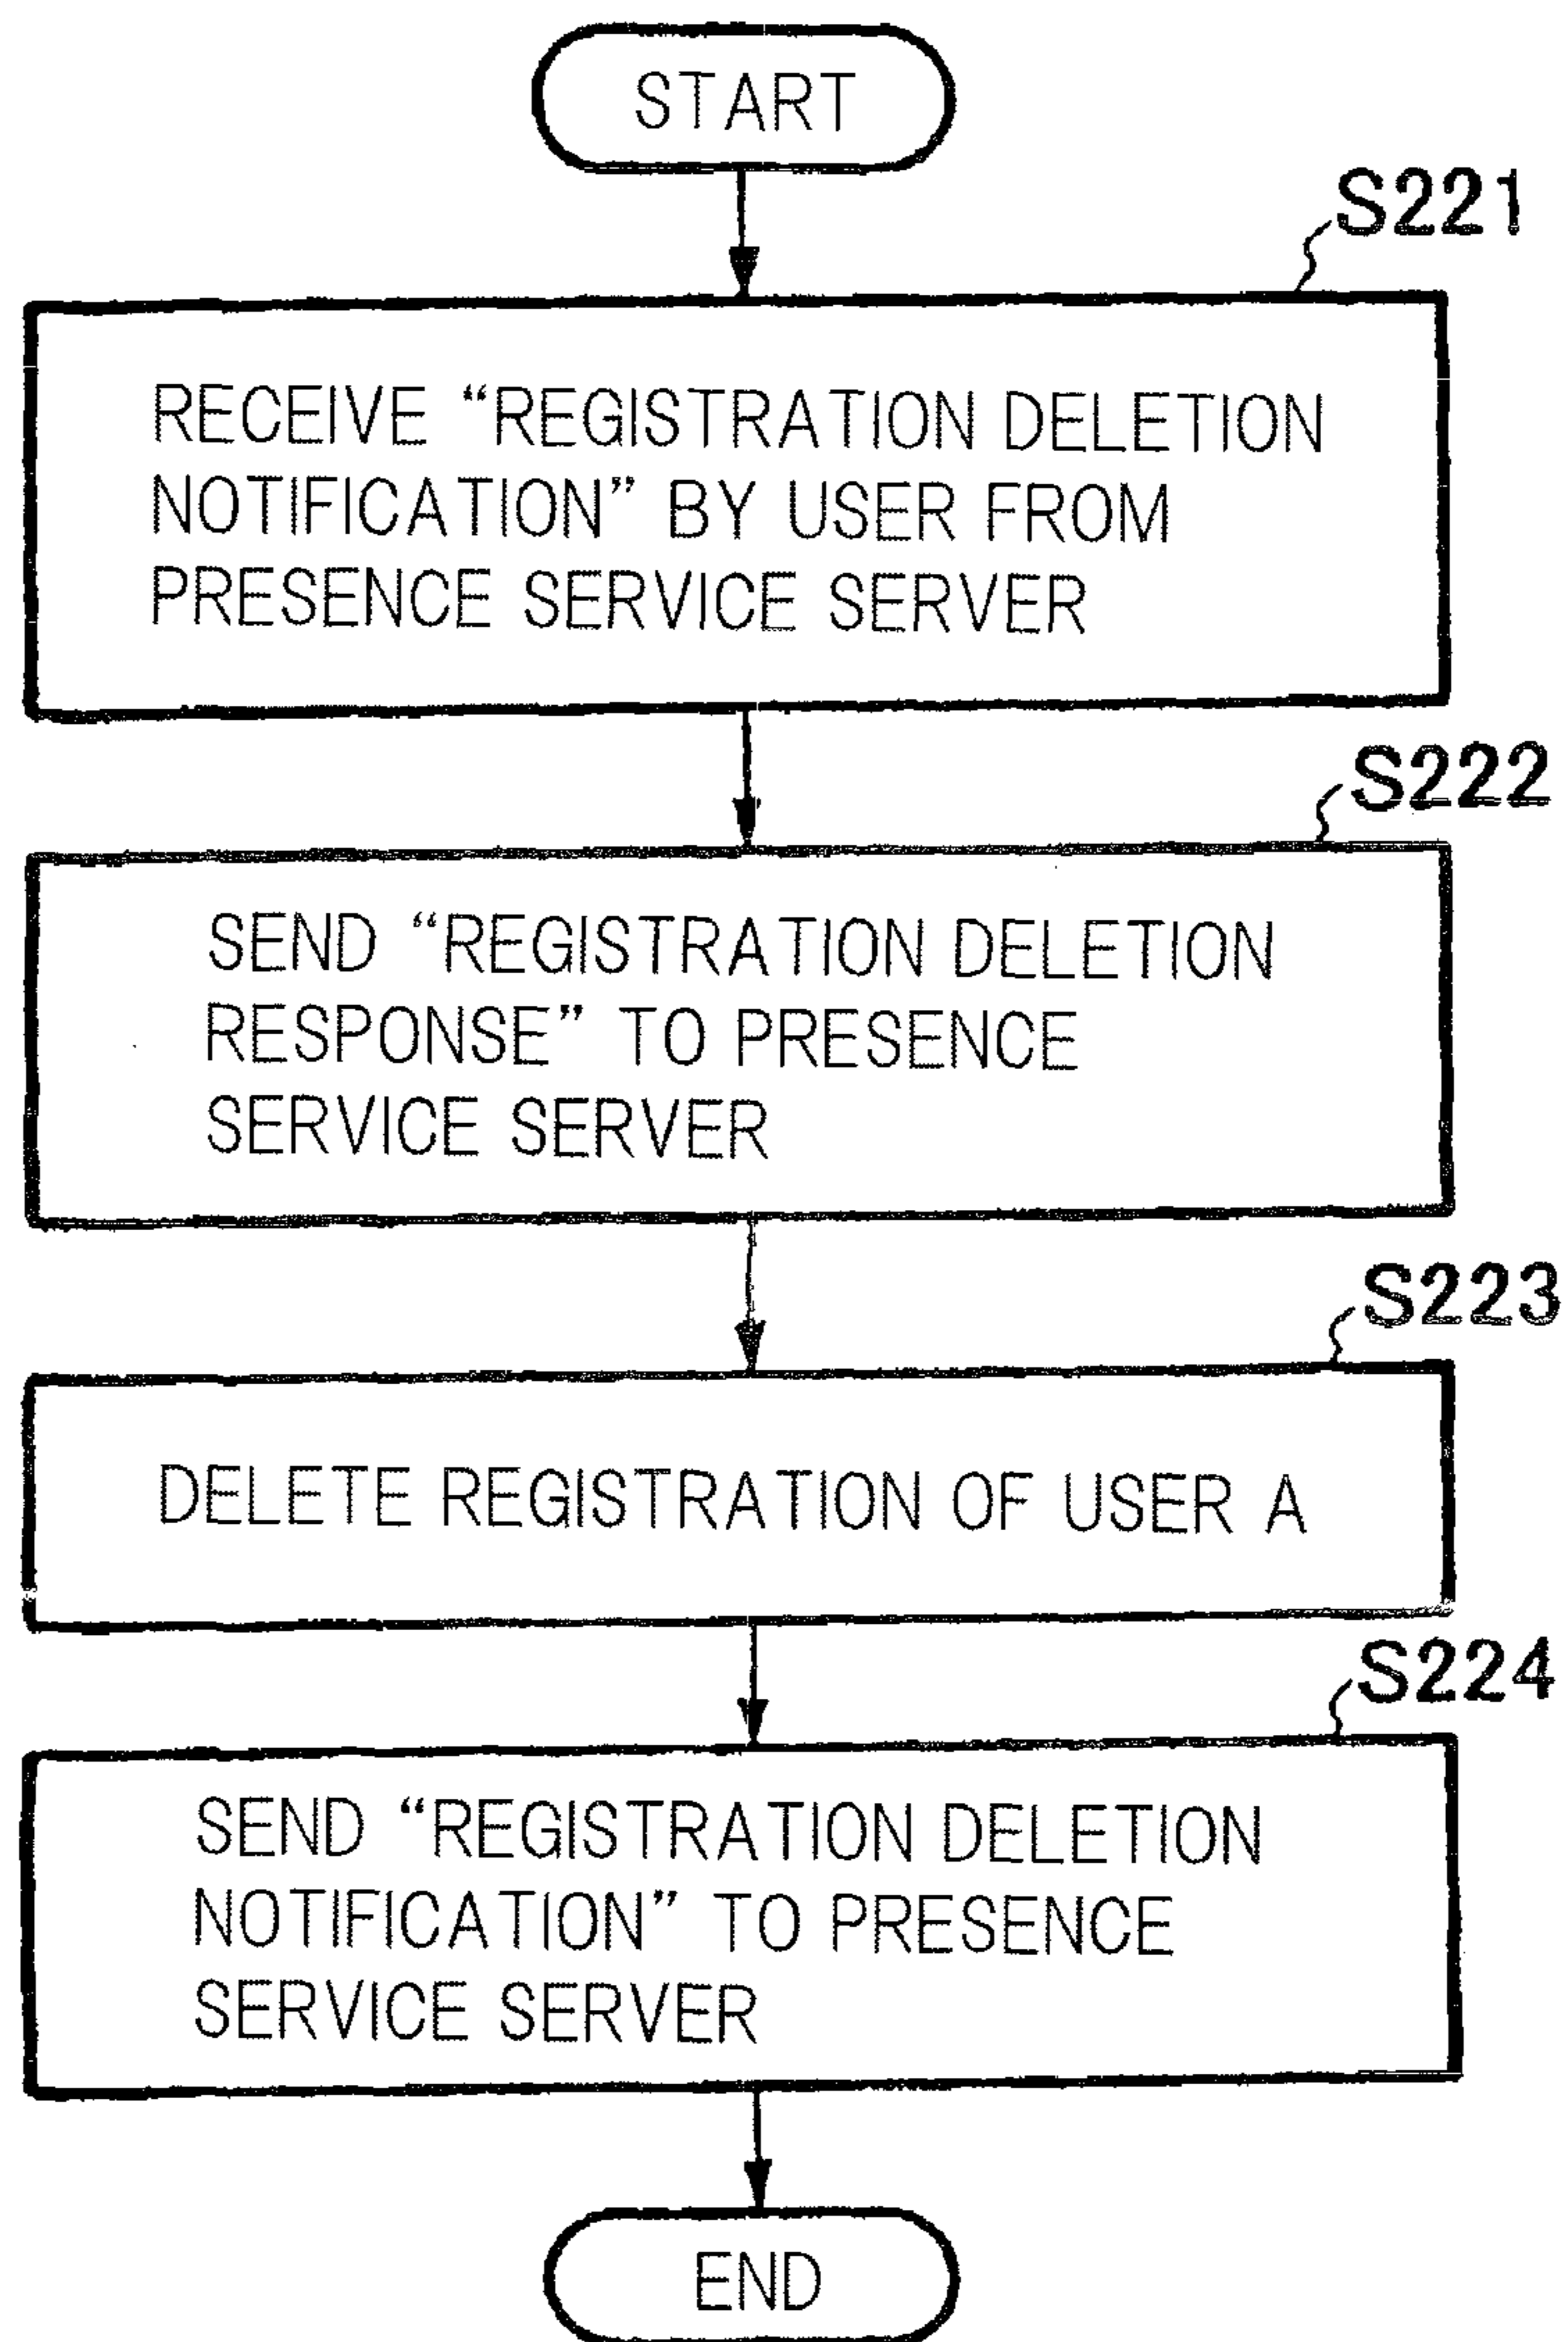 START
S221
RECEIVE “REGISTRATION DELETION
NOTIFICATION” BY USER FROM
PRESENCE SERVICE SERVER
S222
SEND “REGISTRATION DELETION
RESPONSE” TO PRESENCE
SERVICE SERVER
S223
DELETE REGISTRATION OF USER A
S224
SEND “REGISTRATION DELETION
NOTIFICATION” TO PRESENCE
SERVICE SERVER
END